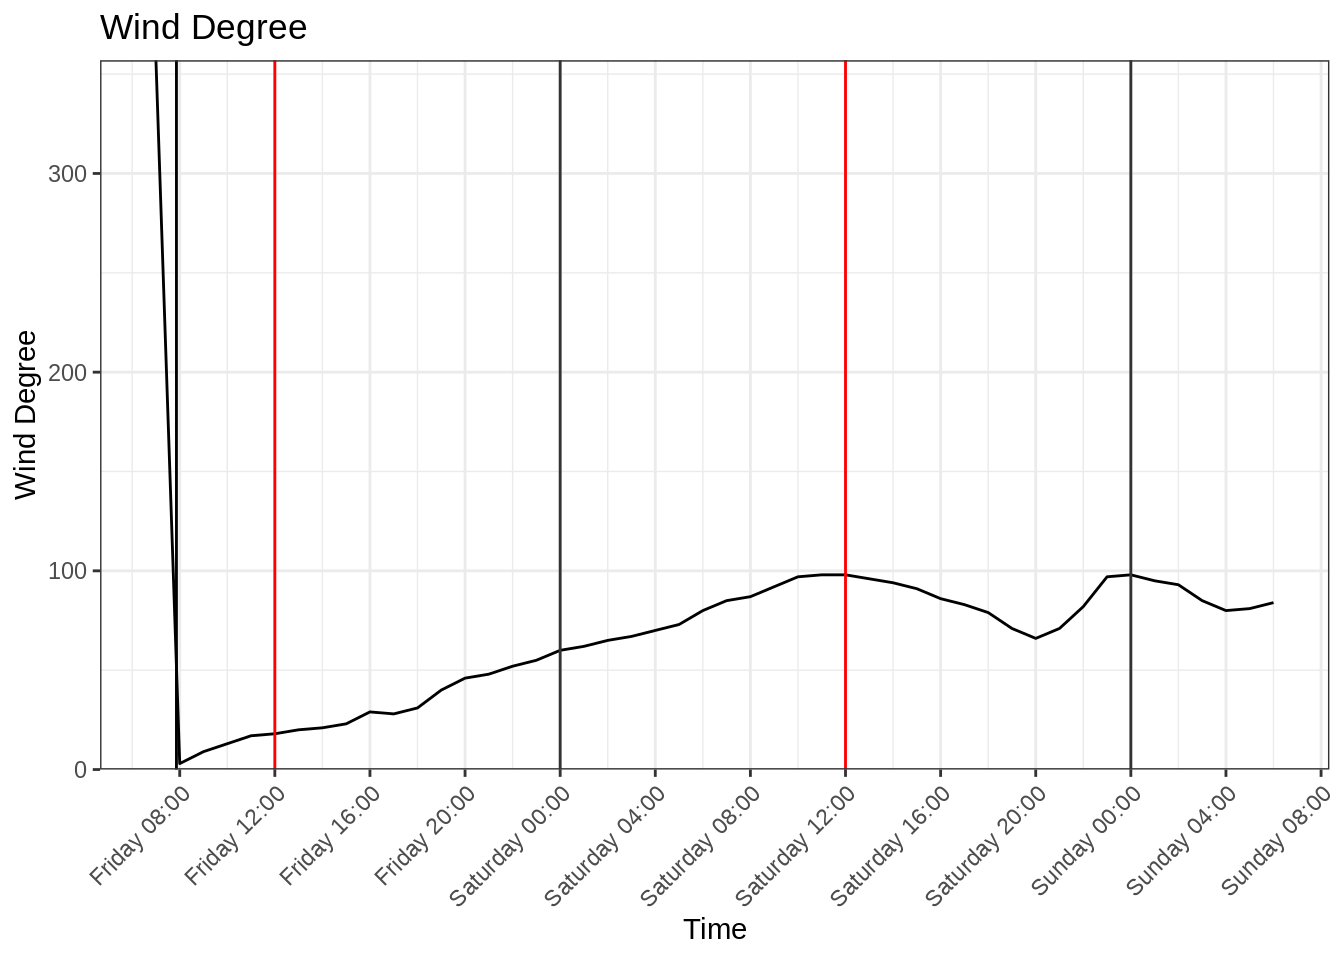 Wind Degree
Wind Degree
300
200
100
0
Friday 08:00
Friday 12:00
Friday 16:00
Friday 20:00
Saturday 00:00
Saturday 04:00
Saturday 08:00
Saturday 12:00
Saturday 16:00
Saturday 20:00
Sunday 00:00
Sunday 04:00
Sunday 08:00
Time